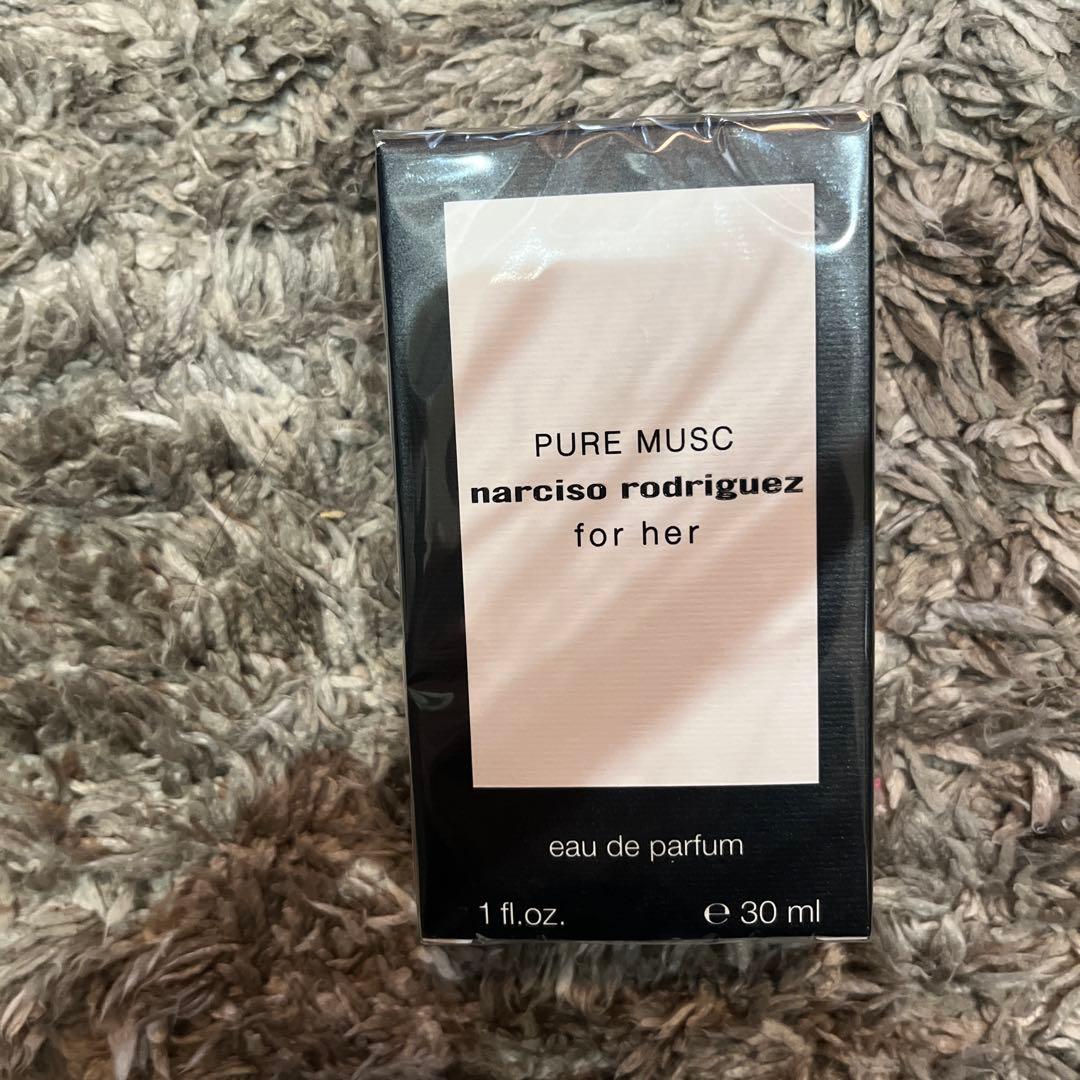 PURE MUSC
narciso rodriguez
for her
eau de parfum
1 fl.oz. ℮ 30 ml